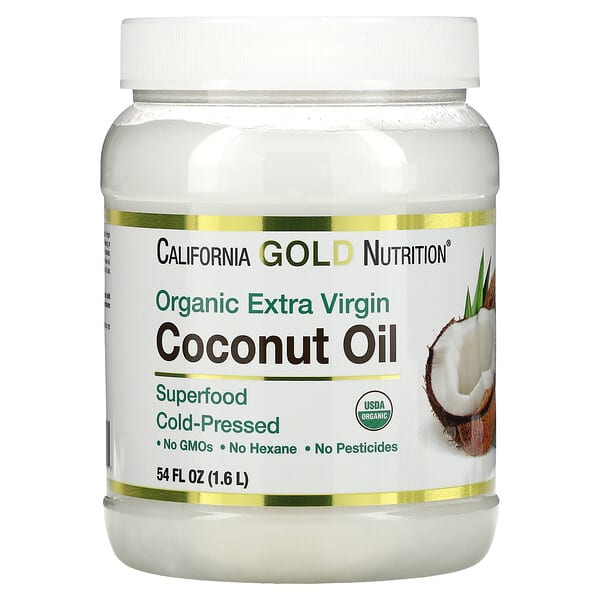 CALIFORNIA GOLD NUTRITION®
Organic Extra Virgin
Coconut Oil
Superfood
Cold-Pressed
USDA
ORGANIC
• No GMOs • No Hexane • No Pesticides
54 FL OZ (1.6 L)